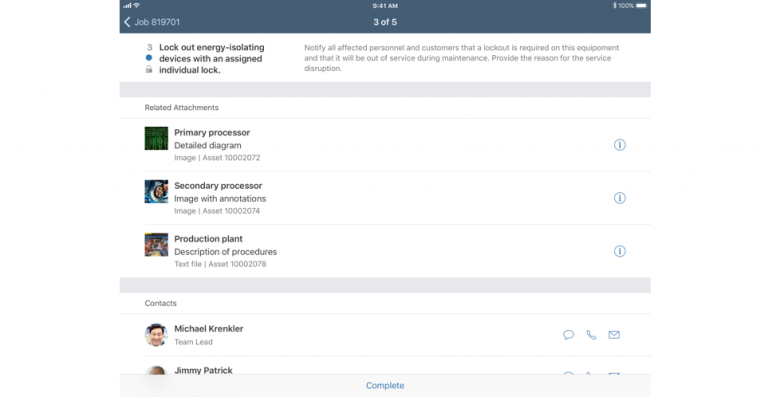 9:41 AM
100%
Job 819701
3 of 5
3 Lock out energy-isolating
devices with an assigned
individual lock.
Notify all affected personnel and customers that a lockout is required on this equipoment
and that it will be out of service during maintenance. Provide the reason for the service
disruption.
Related Attachments
Primary processor
Detailed diagram
Image | Asset 10002072
Secondary processor
Image with annotations
Image | Asset 10002074
Production plant
Description of procedures
Text file | Asset 10002078
Contacts
Michael Krenkler
Team Lead
Jimmy Patrick
Complete